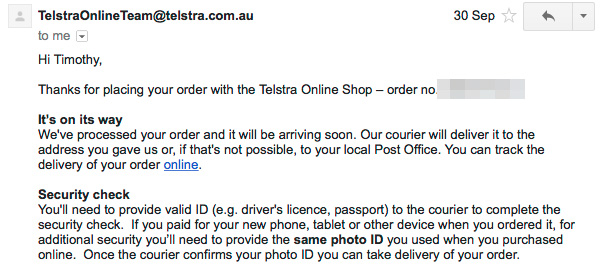 TelstraOnlineTeam@telstra.com.au 30 Sep
to me
Hi Timothy,
Thanks for placing your order with the Telstra Online Shop – order no.
It's on its way
We've processed your order and it will be arriving soon. Our courier will deliver it to the
address you gave us or, if that's not possible, to your local Post Office. You can track the
delivery of your order online.
Security check
You'll need to provide valid ID (e.g. driver's licence, passport) to the courier to complete the
security check.  If you paid for your new phone, tablet or other device when you ordered it, for
additional security you'll need to provide the same photo ID you used when you purchased
online.  Once the courier confirms your photo ID you can take delivery of your order.